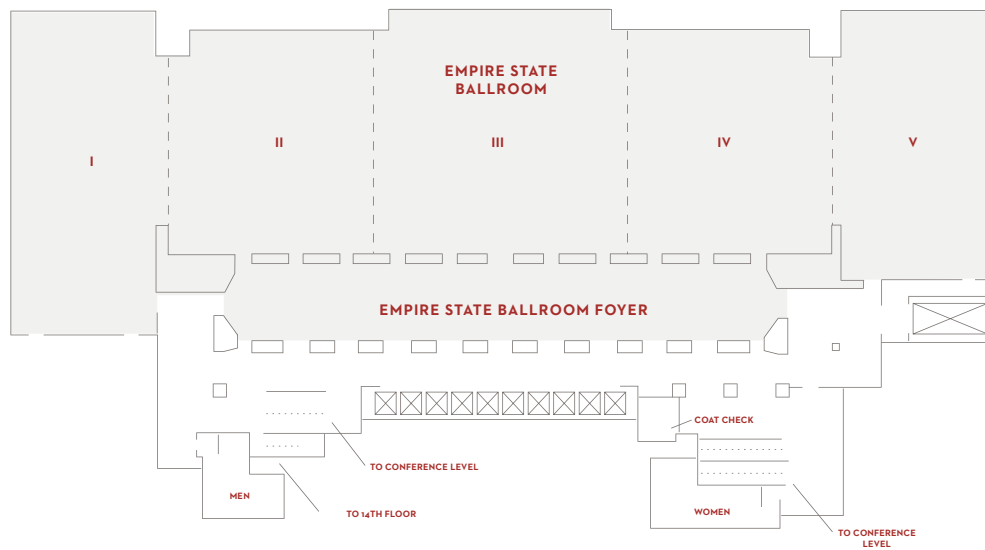 EMPIRE STATE
BALLROOM
I
II
III
IV
V
EMPIRE STATE BALLROOM FOYER
COAT CHECK
TO CONFERENCE LEVEL
MEN
TO 14TH FLOOR
WOMEN
TO CONFERENCE
LEVEL